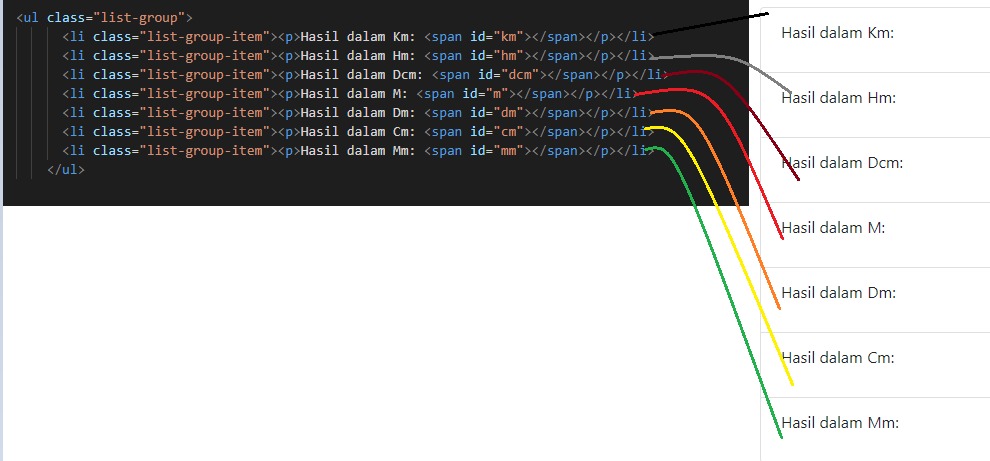 <ul class="list-group">
<li class="list-group-item"><p>Hasil dalam Km: <span id="km"></span></p></li>
<li class="list-group-item"><p>Hasil dalam Hm: <span id="hm"></span></p></li>
<li class="list-group-item"><p>Hasil dalam Dcm: <span id="dcm"></span></p></li>
<li class="list-group-item"><p>Hasil dalam M: <span id="m"></span></p></li>
<li class="list-group-item"><p>Hasil dalam Dm: <span id="dm"></span></p></li>
<li class="list-group-item"><p>Hasil dalam Cm: <span id="cm"></span></p></li>
<li class="list-group-item"><p>Hasil dalam Mm: <span id="mm"></span></p></li>
</ul>
Hasil dalam Km:
Hasil dalam Hm:
Hasil dalam Dcm:
Hasil dalam M:
Hasil dalam Dm:
Hasil dalam Cm:
Hasil dalam Mm: